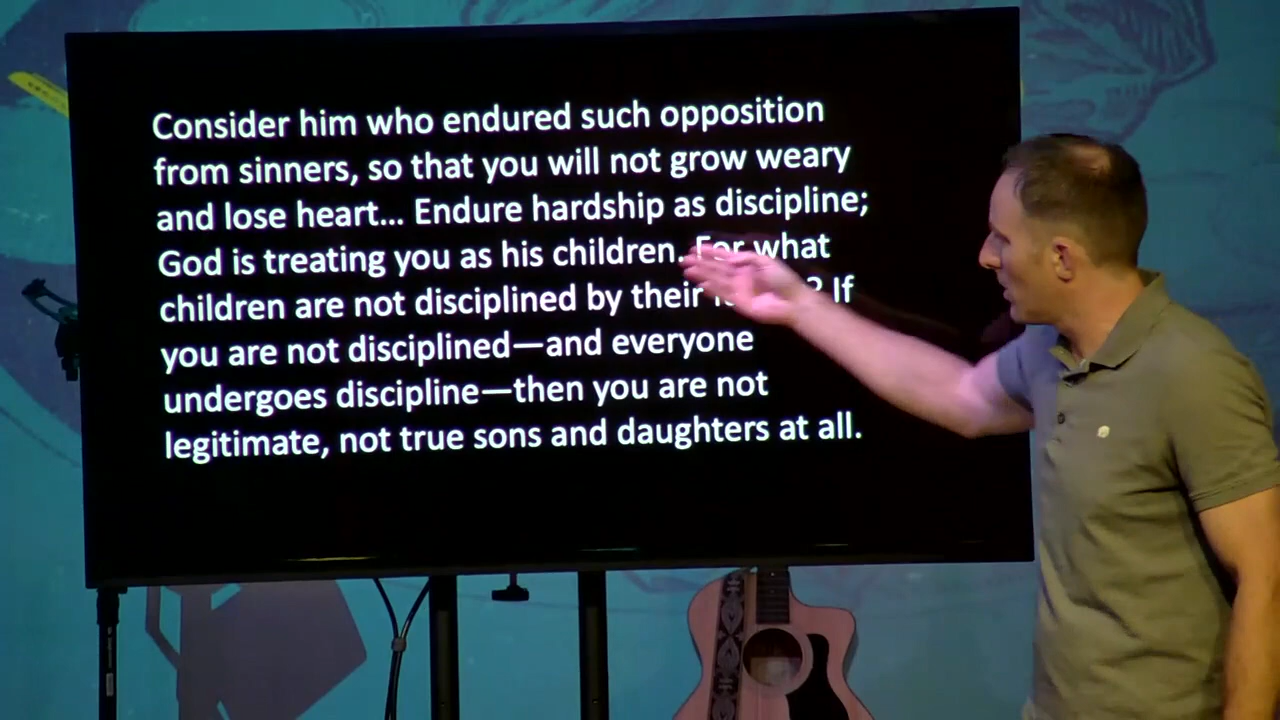 Consider him who endured such opposition
from sinners, so that you will not grow weary
and lose heart... Endure hardship as discipline;
God is treating you as his children. For what
children are not disciplined by their ? If
you are not disciplined—and everyone
undergoes discipline—then you are not
legitimate, not true sons and daughters at all.